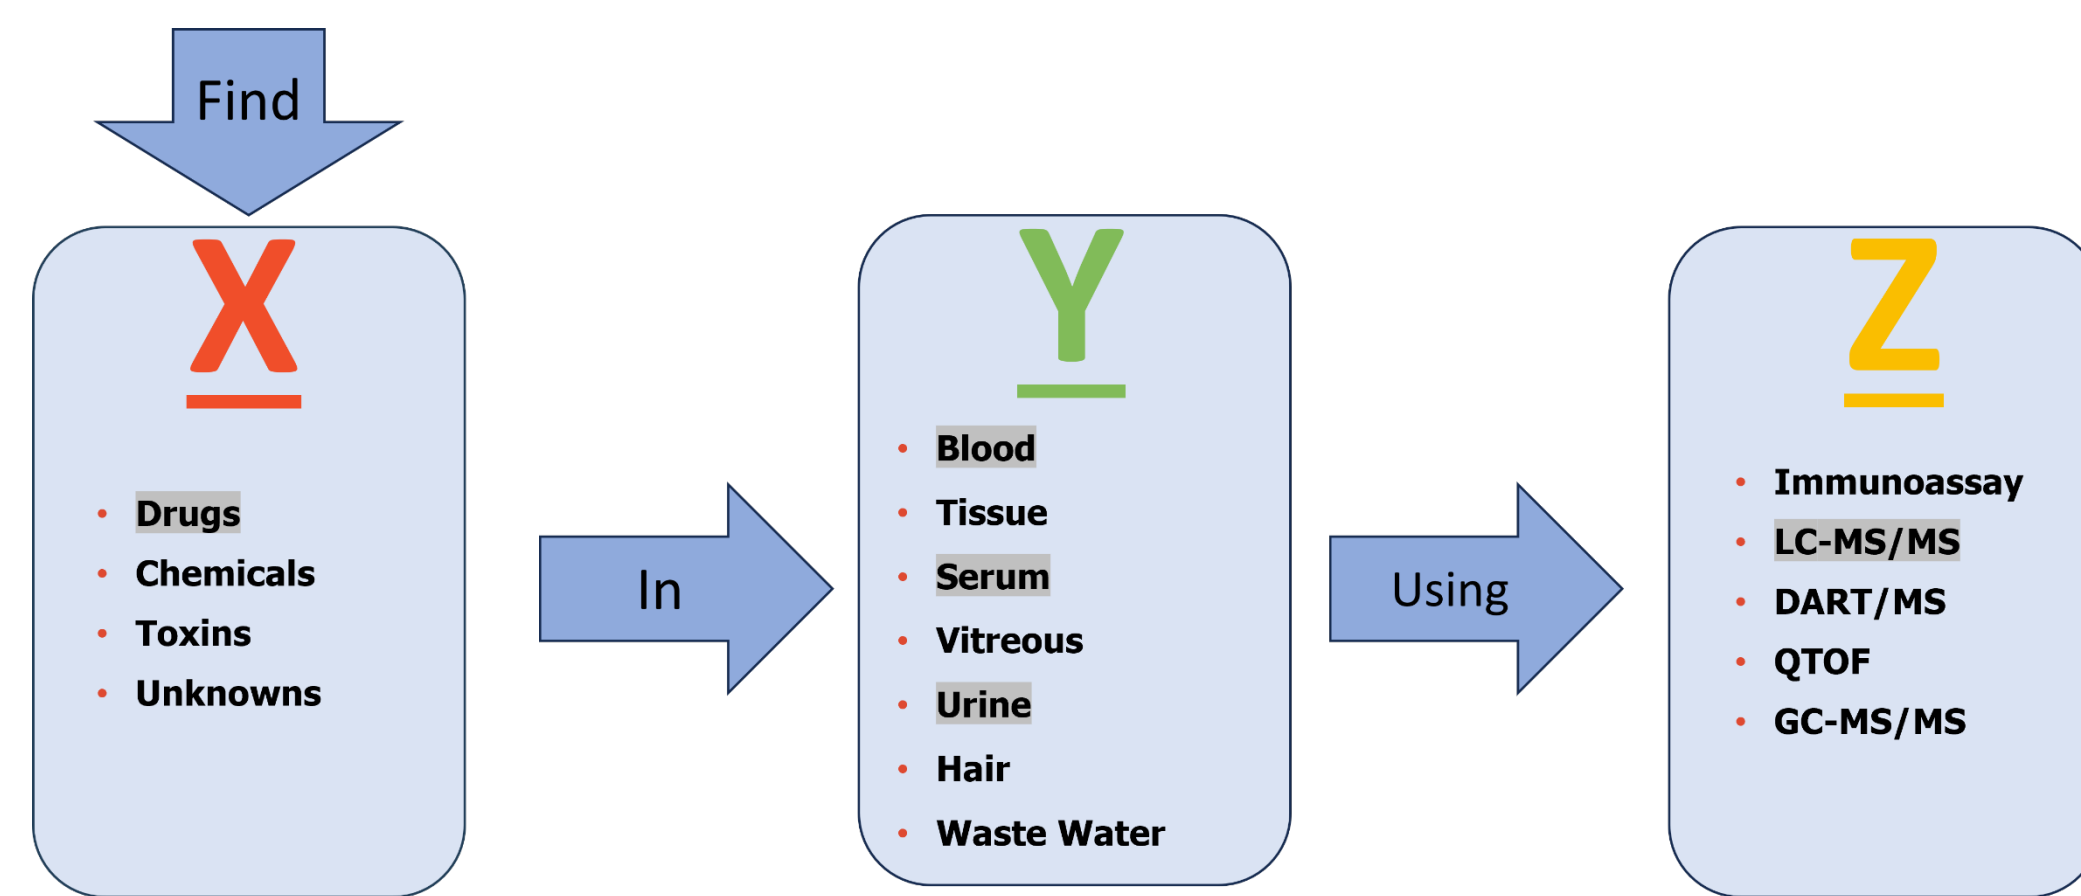 Find
X
• Drugs
• Chemicals
• Toxins
• Unknowns
In
Y
• Blood
• Tissue
• Serum
• Vitreous
• Urine
• Hair
• Waste Water
Using
Z
• Immunoassay
• LC-MS/MS
• DART/MS
• QTOF
• GC-MS/MS